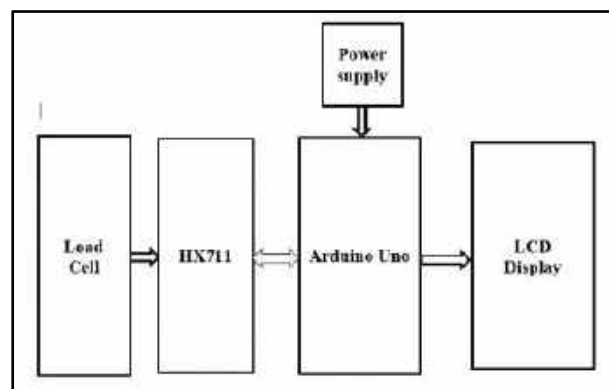 Power
supply
Load
Cell
HX711
Arduino Uno
LCD
Display